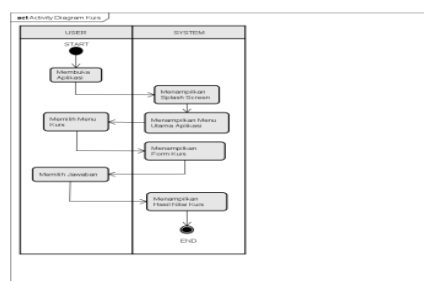 act Activity Diagram Kuis
USER
SYSTEM
START
Membuka
Aplikasi
Menampilkan
Splash Screen
Menampilkan Menu
Utama Aplikasi
Memilih Menu
Kuis
Menampilkan
Form Kuis
Memilih Jawaban
Menampilkan
Hasil Nilai Kuis
END